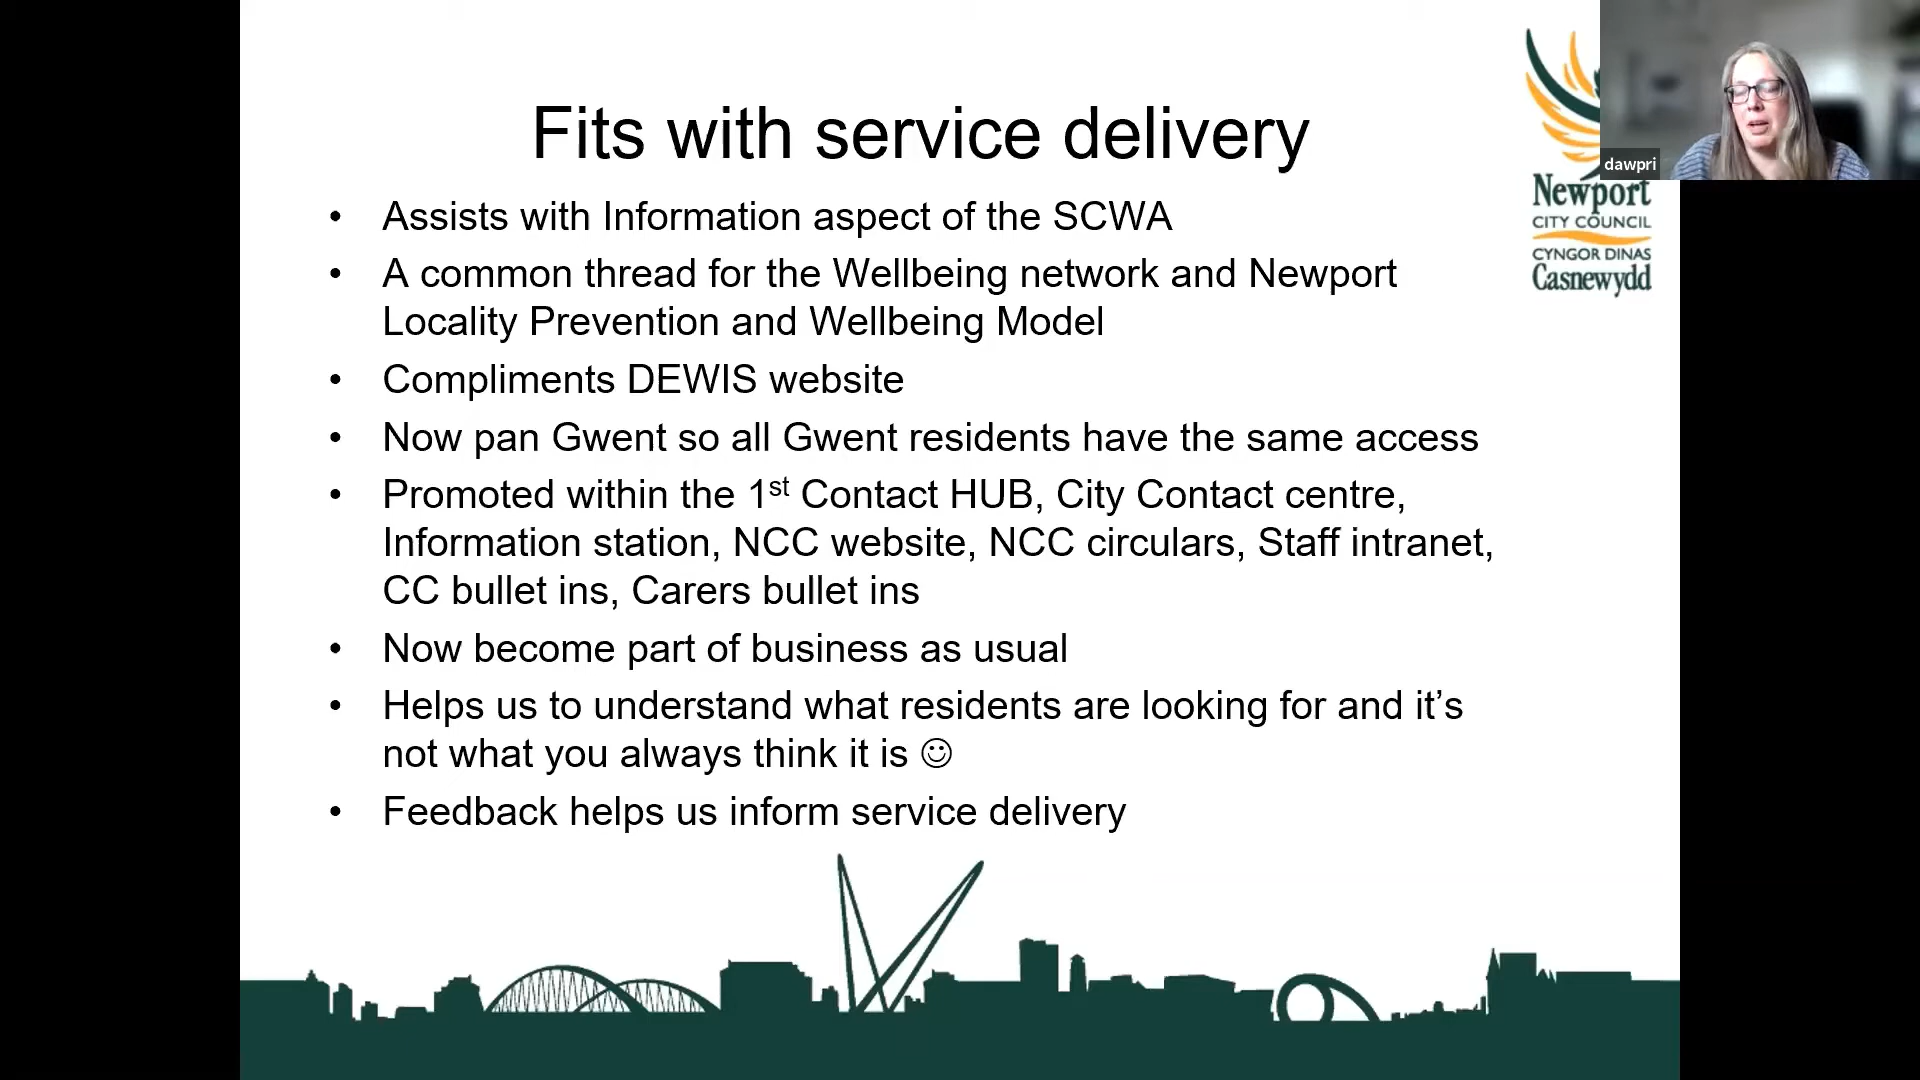 Fits with service delivery
• Assists with Information aspect of the SCWA
• A common thread for the Wellbeing network and Newport
Locality Prevention and Wellbeing Model
• Compliments DEWIS website
• Now pan Gwent so all Gwent residents have the same access
• Promoted within the 1st Contact HUB, City Contact centre,
Information station, NCC website, NCC circulars, Staff intranet,
CC bullet ins, Carers bullet ins
• Now become part of business as usual
• Helps us to understand what residents are looking for and it’s
not what you always think it is ☺
• Feedback helps us inform service delivery
dawpri
Newport
CITY COUNCIL
CYNGOR DINAS
Casnewydd